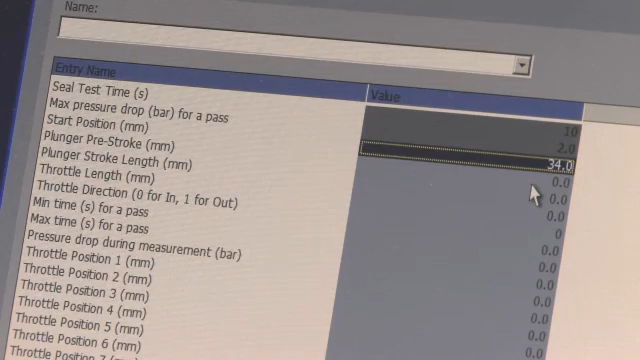 Name:
Entry Name Value
Seal Test Time (s) 10
Max pressure drop (bar) for a pass 2.0
Start Position (mm) 34.0
Plunger Pre-Stroke (mm) 0.0
Plunger Stroke Length (mm) 0.0
Throttle Length (mm) 0.0
Throttle Direction (0 for In, 1 for Out) 0
Min time (s) for a pass 0.0
Max time (s) for a pass 0.0
Pressure drop during measurement (bar) 0.0
Throttle Position 1 (mm) 0.0
Throttle Position 2 (mm) 0.0
Throttle Position 3 (mm) 0.0
Throttle Position 4 (mm) 0.0
Throttle Position 5 (mm)
Throttle Position 6 (mm)
Throttle Position 7 (mm)